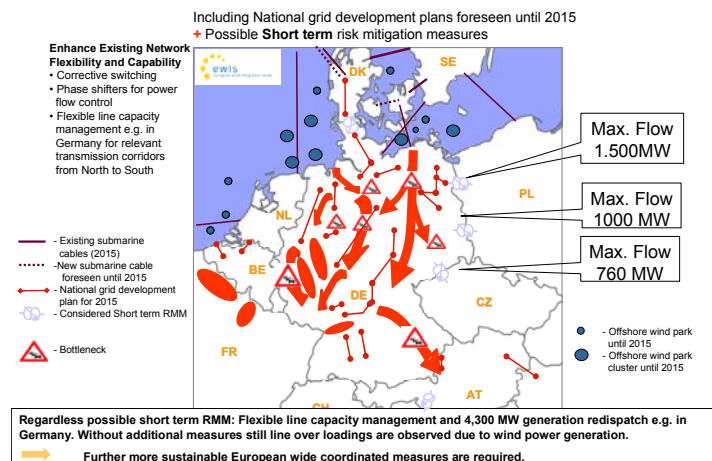 Including National grid development plans foreseen until 2015
+ Possible Short term risk mitigation measures
Enhance Existing Network
Flexibility and Capability
• Corrective switching
• Phase shifters for power
flow control
• Flexible line capacity
management e.g. in
Germany for relevant
transmission corridors
from North to South
ewis
european wind integration study
DK
SE
NL
PL
BE
DE
CZ
FR
AT
CH
Max. Flow
1.500MW
Max. Flow
1000 MW
Max. Flow
760 MW
- Existing submarine
cables (2015)
-New submarine cable
foreseen until 2015
- National grid development
plan for 2015
- Considered Short term RMM
- Bottleneck
- Offshore wind park
until 2015
- Offshore wind park
cluster until 2015
Regardless possible short term RMM: Flexible line capacity management and 4,300 MW generation redispatch e.g. in
Germany. Without additional measures still line over loadings are observed due to wind power generation.
Further more sustainable European wide coordinated measures are required.